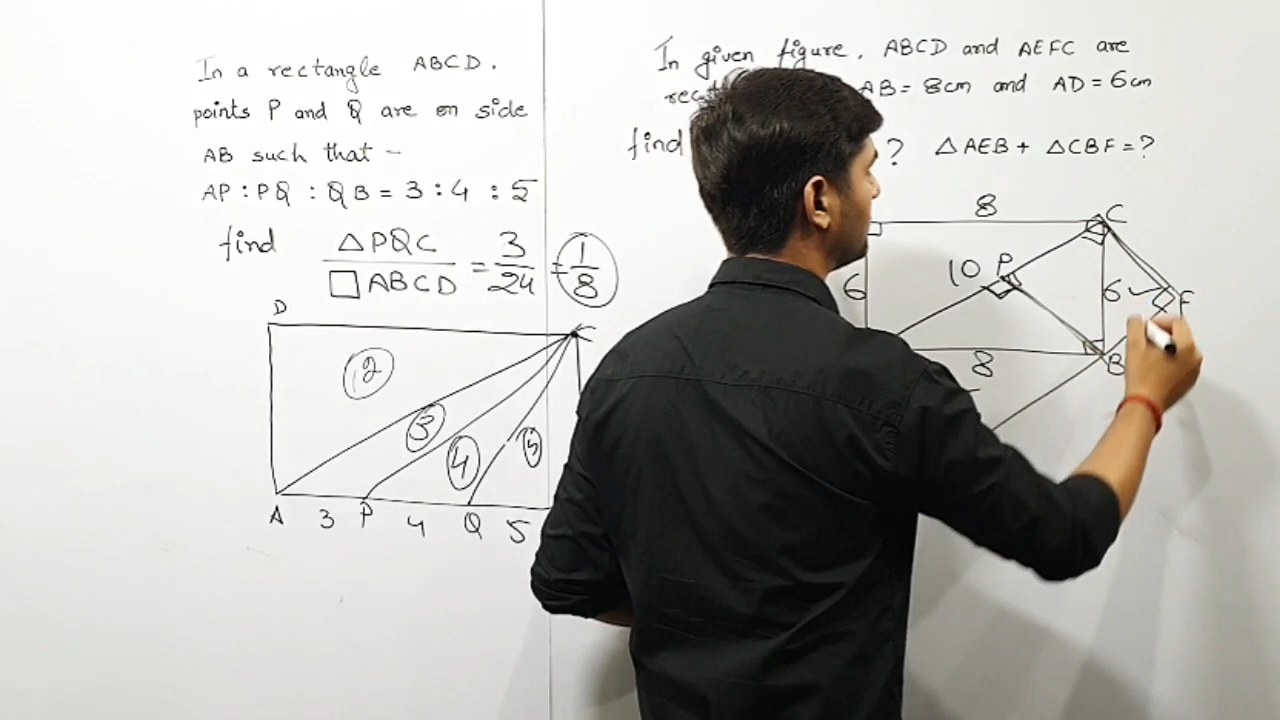 In a rectangle ABCD.
points P and Q are on side
AB such that -
AP : PQ : QB = 3 : 4 : 5
find △PQC / □ABCD = 3/24 = 1/8
D
C
12
3
4
5
A 3 P 4 Q 5
In given figure, ABCD and AEFC are
AB = 8cm and AD = 6cm
find ? △AEB + △CBF = ?
8 C
10 P
6 6 F
8 B